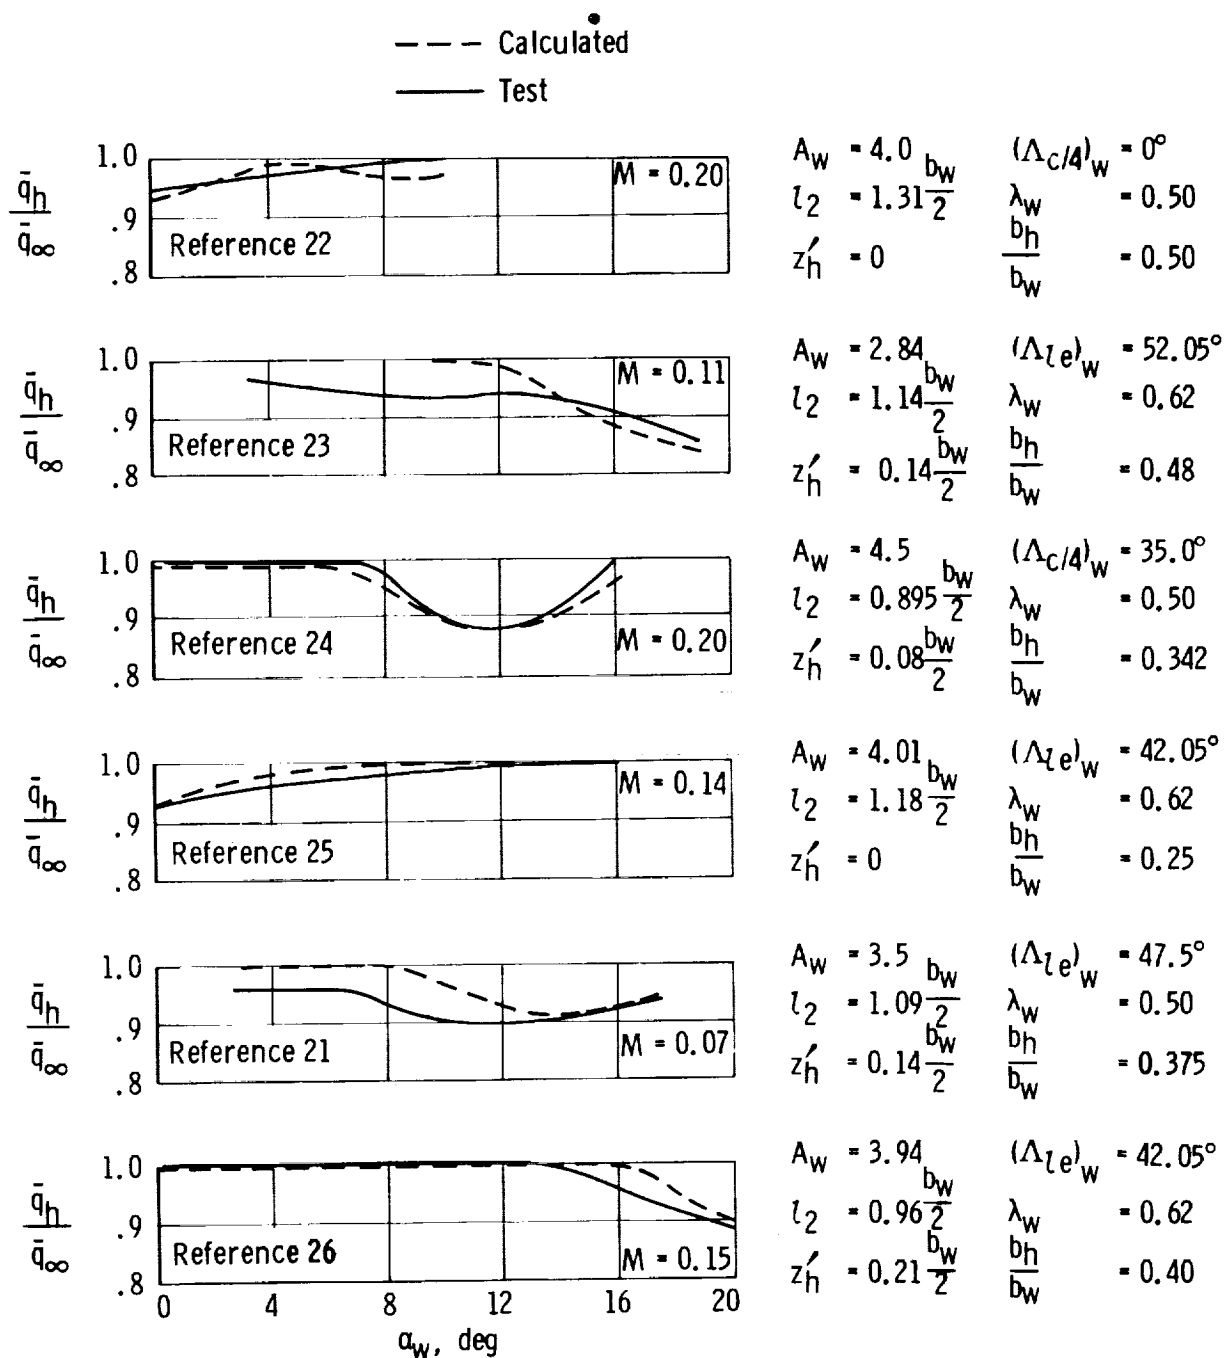 Calculated
Test
q̄h/q̄∞
1.0
.9
.8
Reference 22
M = 0.20
Aw = 4.0 (Λc/4)w = 0°
l2 = 1.31 bw/2 λw = 0.50
z′h = 0 bh/bw = 0.50
q̄h/q̄∞
1.0
.9
.8
Reference 23
M = 0.11
Aw = 2.84 (Λle)w = 52.05°
l2 = 1.14 bw/2 λw = 0.62
z′h = 0.14 bw/2 bh/bw = 0.48
q̄h/q̄∞
1.0
.9
.8
Reference 24
M = 0.20
Aw = 4.5 (Λc/4)w = 35.0°
l2 = 0.895 bw/2 λw = 0.50
z′h = 0.08 bw/2 bh/bw = 0.342
q̄h/q̄∞
1.0
.9
.8
Reference 25
M = 0.14
Aw = 4.01 (Λle)w = 42.05°
l2 = 1.18 bw/2 λw = 0.62
z′h = 0 bh/bw = 0.25
q̄h/q̄∞
1.0
.9
.8
Reference 21
M = 0.07
Aw = 3.5 (Λle)w = 47.5°
l2 = 1.09 bw/2 λw = 0.50
z′h = 0.14 bw/2 bh/bw = 0.375
q̄h/q̄∞
1.0
.9
.8
Reference 26
M = 0.15
Aw = 3.94 (Λle)w = 42.05°
l2 = 0.96 bw/2 λw = 0.62
z′h = 0.21 bw/2 bh/bw = 0.40
0 4 8 12 16 20
αw, deg